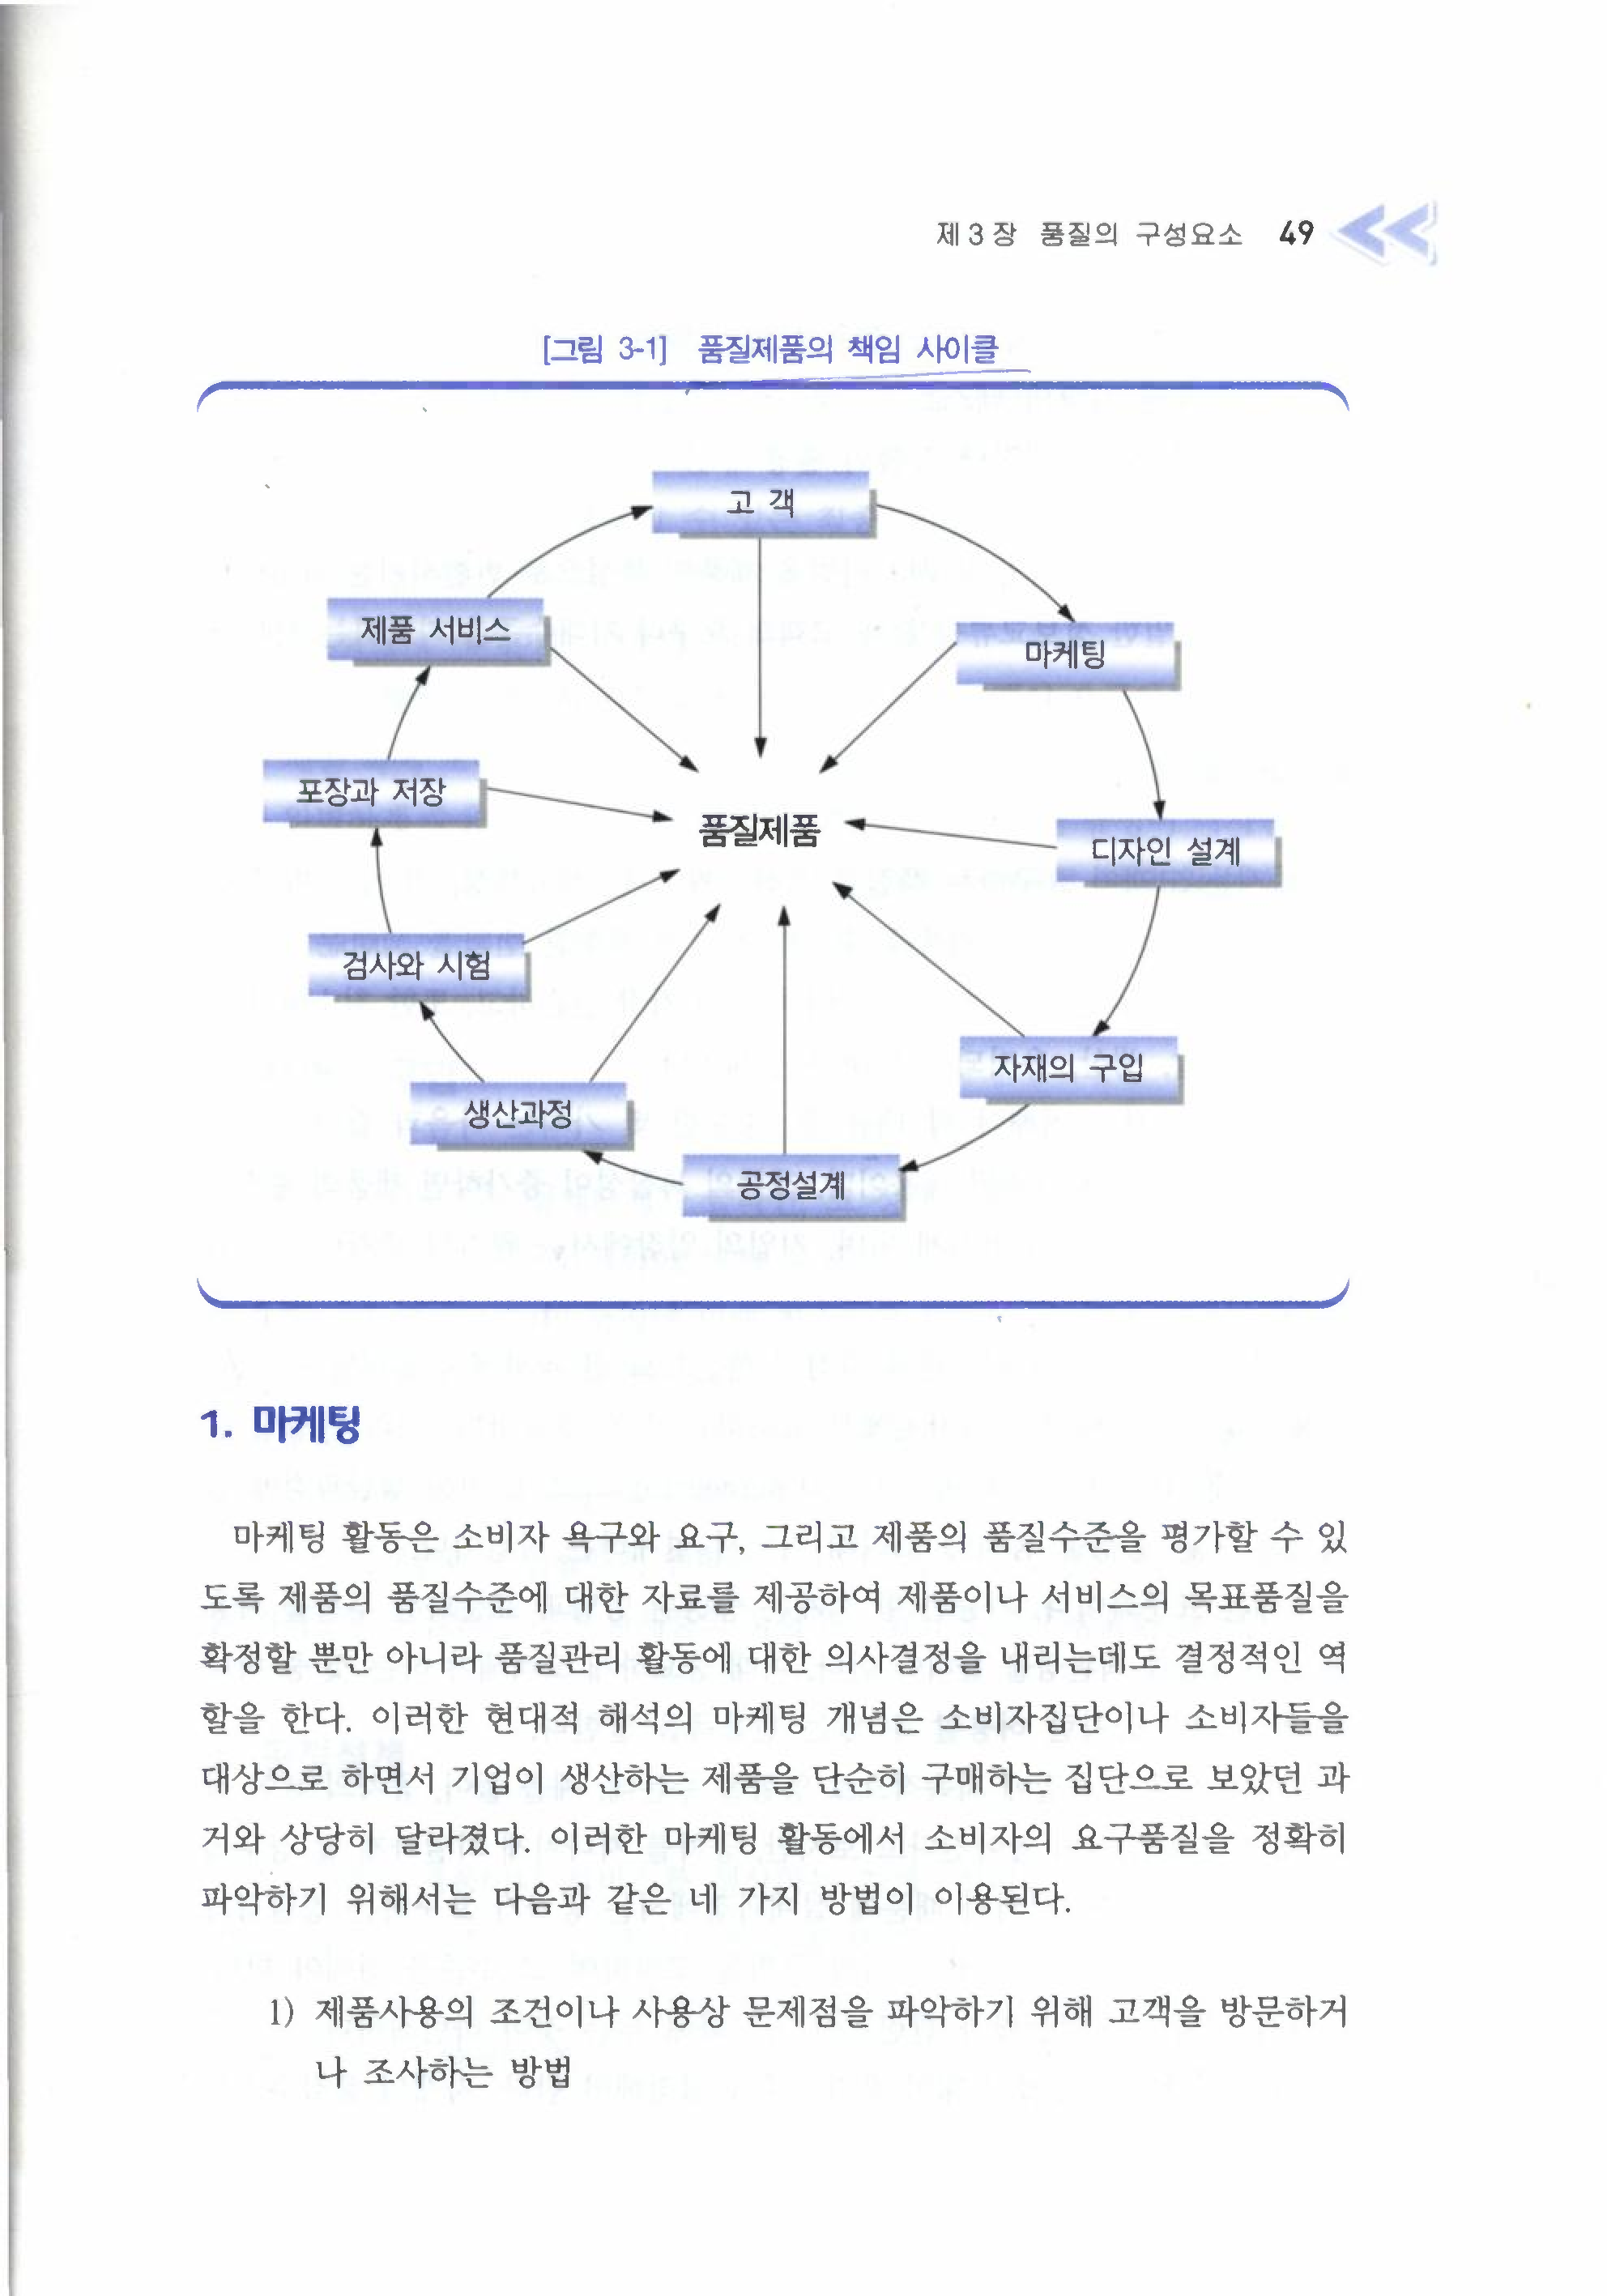 제 3 장 품질의 구성요소 49
[그림 3-1] 품질제품의 책임 사이클
고 객
제품 서비스
마케팅
포장과 저장
품질제품
디자인 설계
검사와 시험
자재의 구입
생산과정
공정설계
1. 마케팅
마케팅 활동은 소비자 욕구와 요구, 그리고 제품의 품질수준을 평가할 수 있
도록 제품의 품질수준에 대한 자료를 제공하여 제품이나 서비스의 목표품질을
확정할 뿐만 아니라 품질관리 활동에 대한 의사결정을 내리는데도 결정적인 역
할을 한다. 이러한 현대적 해석의 마케팅 개념은 소비자집단이나 소비자들을
대상으로 하면서 기업이 생산하는 제품을 단순히 구매하는 집단으로 보았던 과
거와 상당히 달라졌다. 이러한 마케팅 활동에서 소비자의 요구품질을 정확히
파악하기 위해서는 다음과 같은 네 가지 방법이 이용된다.
1) 제품사용의 조건이나 사용상 문제점을 파악하기 위해 고객을 방문하거
나 조사하는 방법